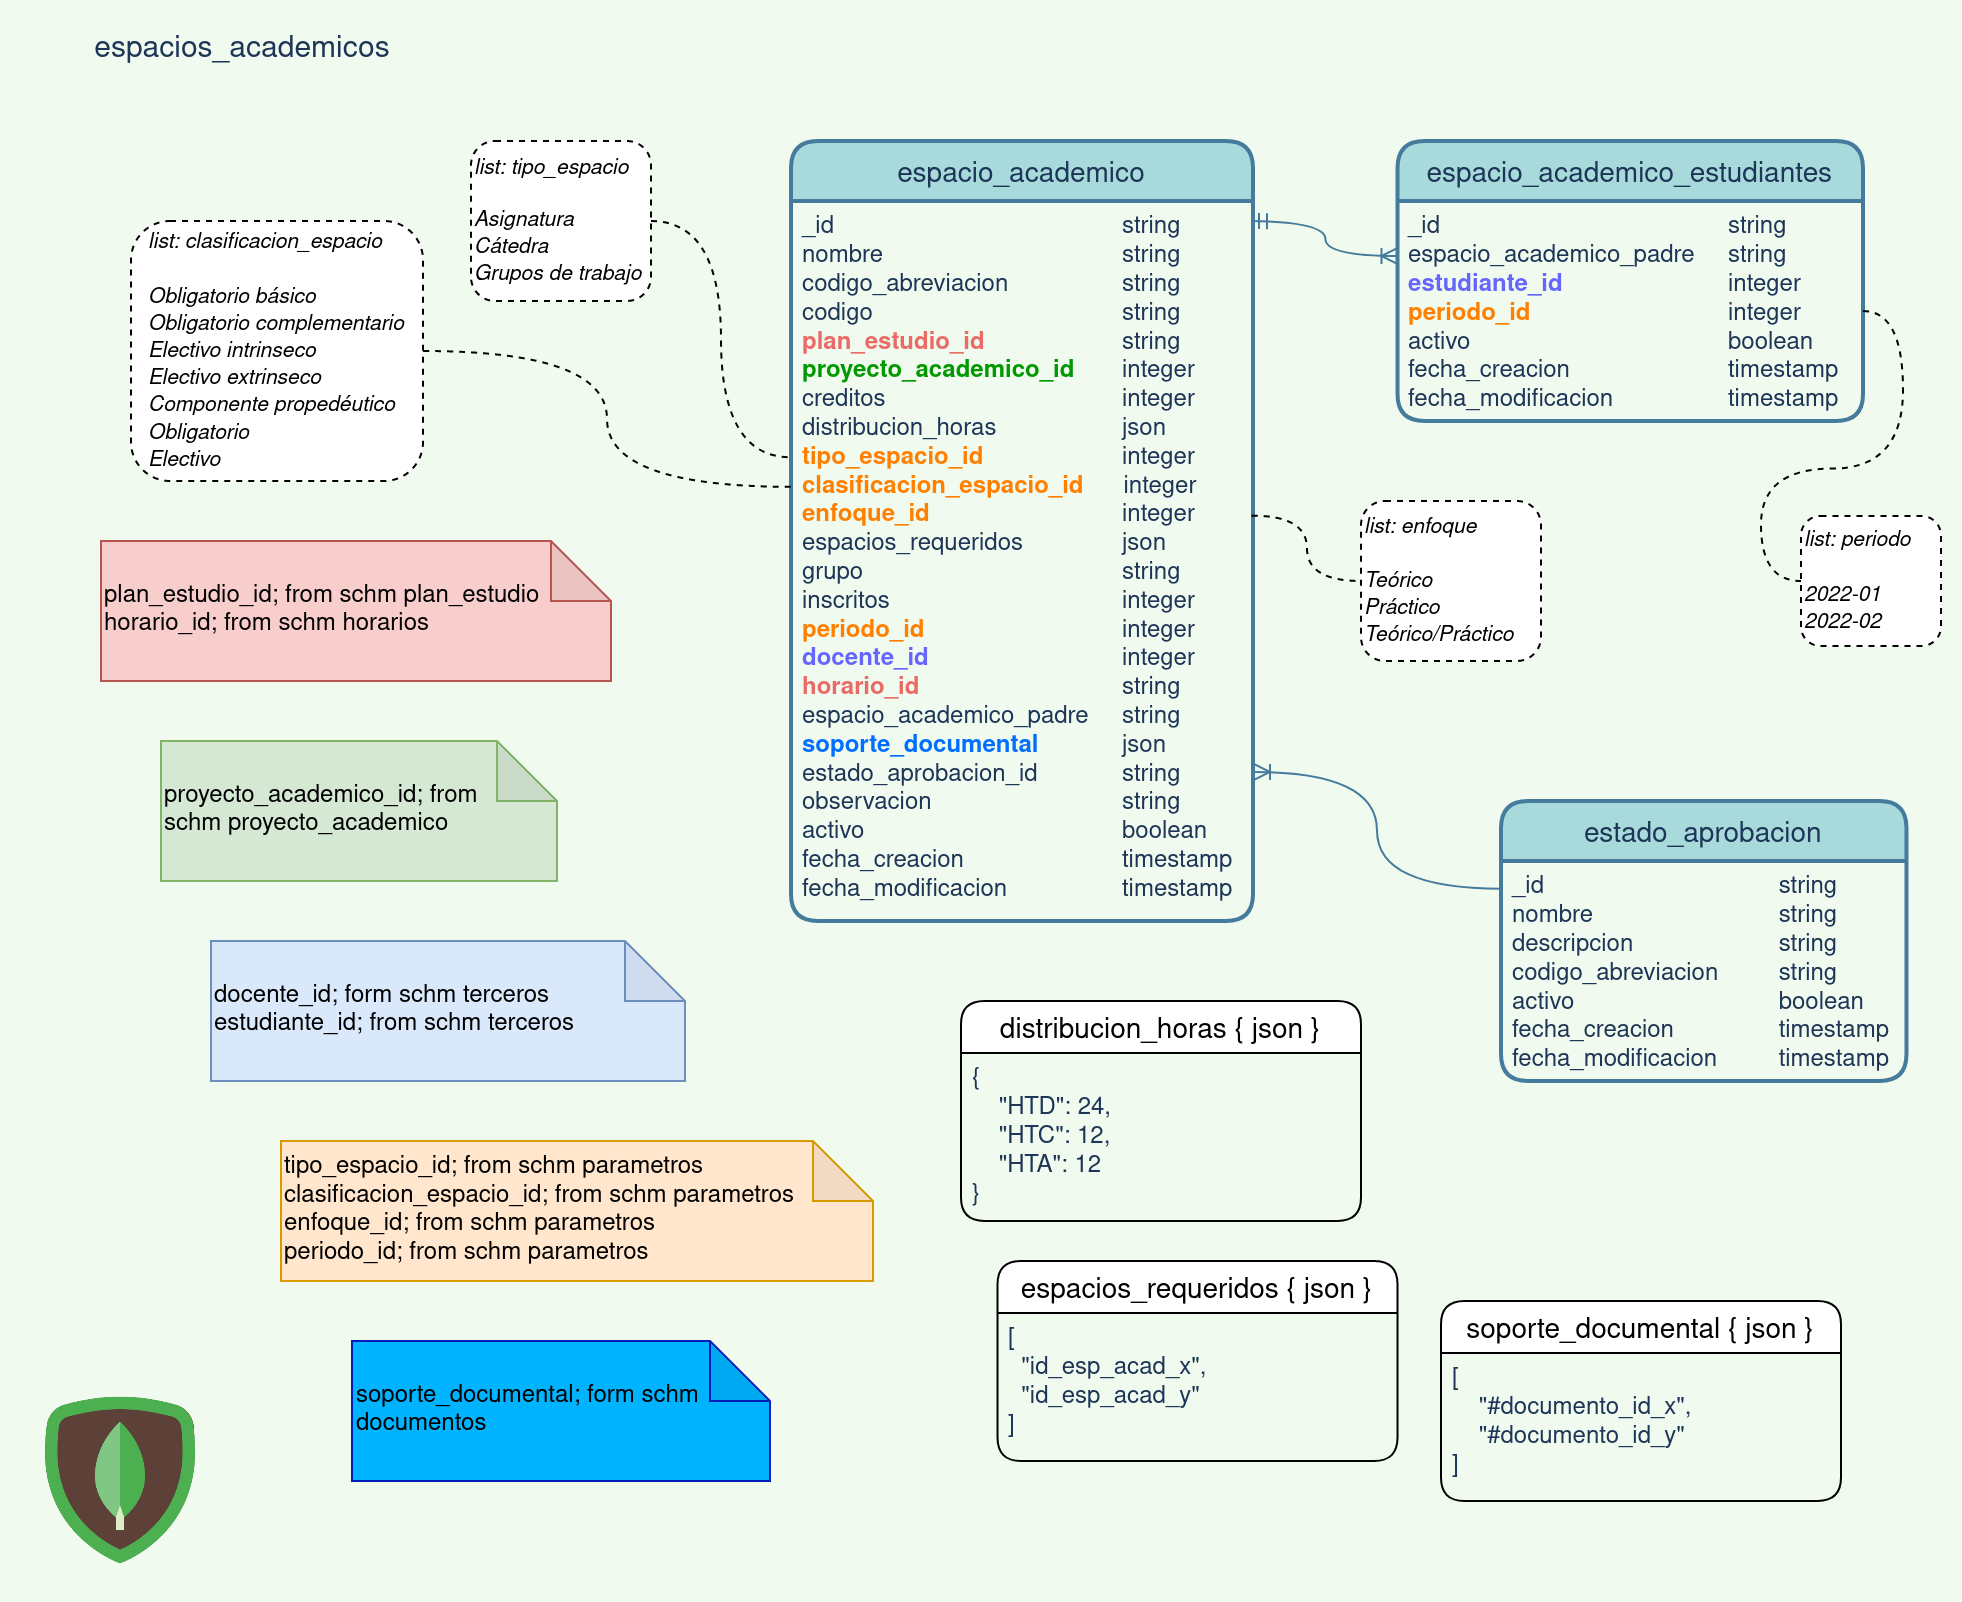 espacios_academicos
list: tipo_espacio
Asignatura
Cátedra
Grupos de trabajo
list: clasificacion_espacio
Obligatorio básico
Obligatorio complementario
Electivo intrinseco
Electivo extrinseco
Componente propedéutico
Obligatorio
Electivo
espacio_academico
_id string
nombre string
codigo_abreviacion string
codigo string
plan_estudio_id string
proyecto_academico_id integer
creditos integer
distribucion_horas json
tipo_espacio_id integer
clasificacion_espacio_id integer
enfoque_id integer
espacios_requeridos json
grupo string
inscritos integer
periodo_id integer
docente_id integer
horario_id string
espacio_academico_padre string
soporte_documental json
estado_aprobacion_id string
observacion string
activo boolean
fecha_creacion timestamp
fecha_modificacion timestamp
espacio_academico_estudiantes
_id string
espacio_academico_padre string
estudiante_id integer
periodo_id integer
activo boolean
fecha_creacion timestamp
fecha_modificacion timestamp
list: enfoque
Teórico
Práctico
Teórico/Práctico
list: periodo
2022-01
2022-02
plan_estudio_id; from schm plan_estudio
horario_id; from schm horarios
proyecto_academico_id; from
schm proyecto_academico
estado_aprobacion
_id string
nombre string
descripcion string
codigo_abreviacion string
activo boolean
fecha_creacion timestamp
fecha_modificacion timestamp
docente_id; form schm terceros
estudiante_id; from schm terceros
distribucion_horas { json }
{
"HTD": 24,
"HTC": 12,
"HTA": 12
}
tipo_espacio_id; from schm parametros
clasificacion_espacio_id; from schm parametros
enfoque_id; from schm parametros
periodo_id; from schm parametros
espacios_requeridos { json }
[
"id_esp_acad_x",
"id_esp_acad_y"
]
soporte_documental { json }
[
"#documento_id_x",
"#documento_id_y"
]
soporte_documental; form schm
documentos